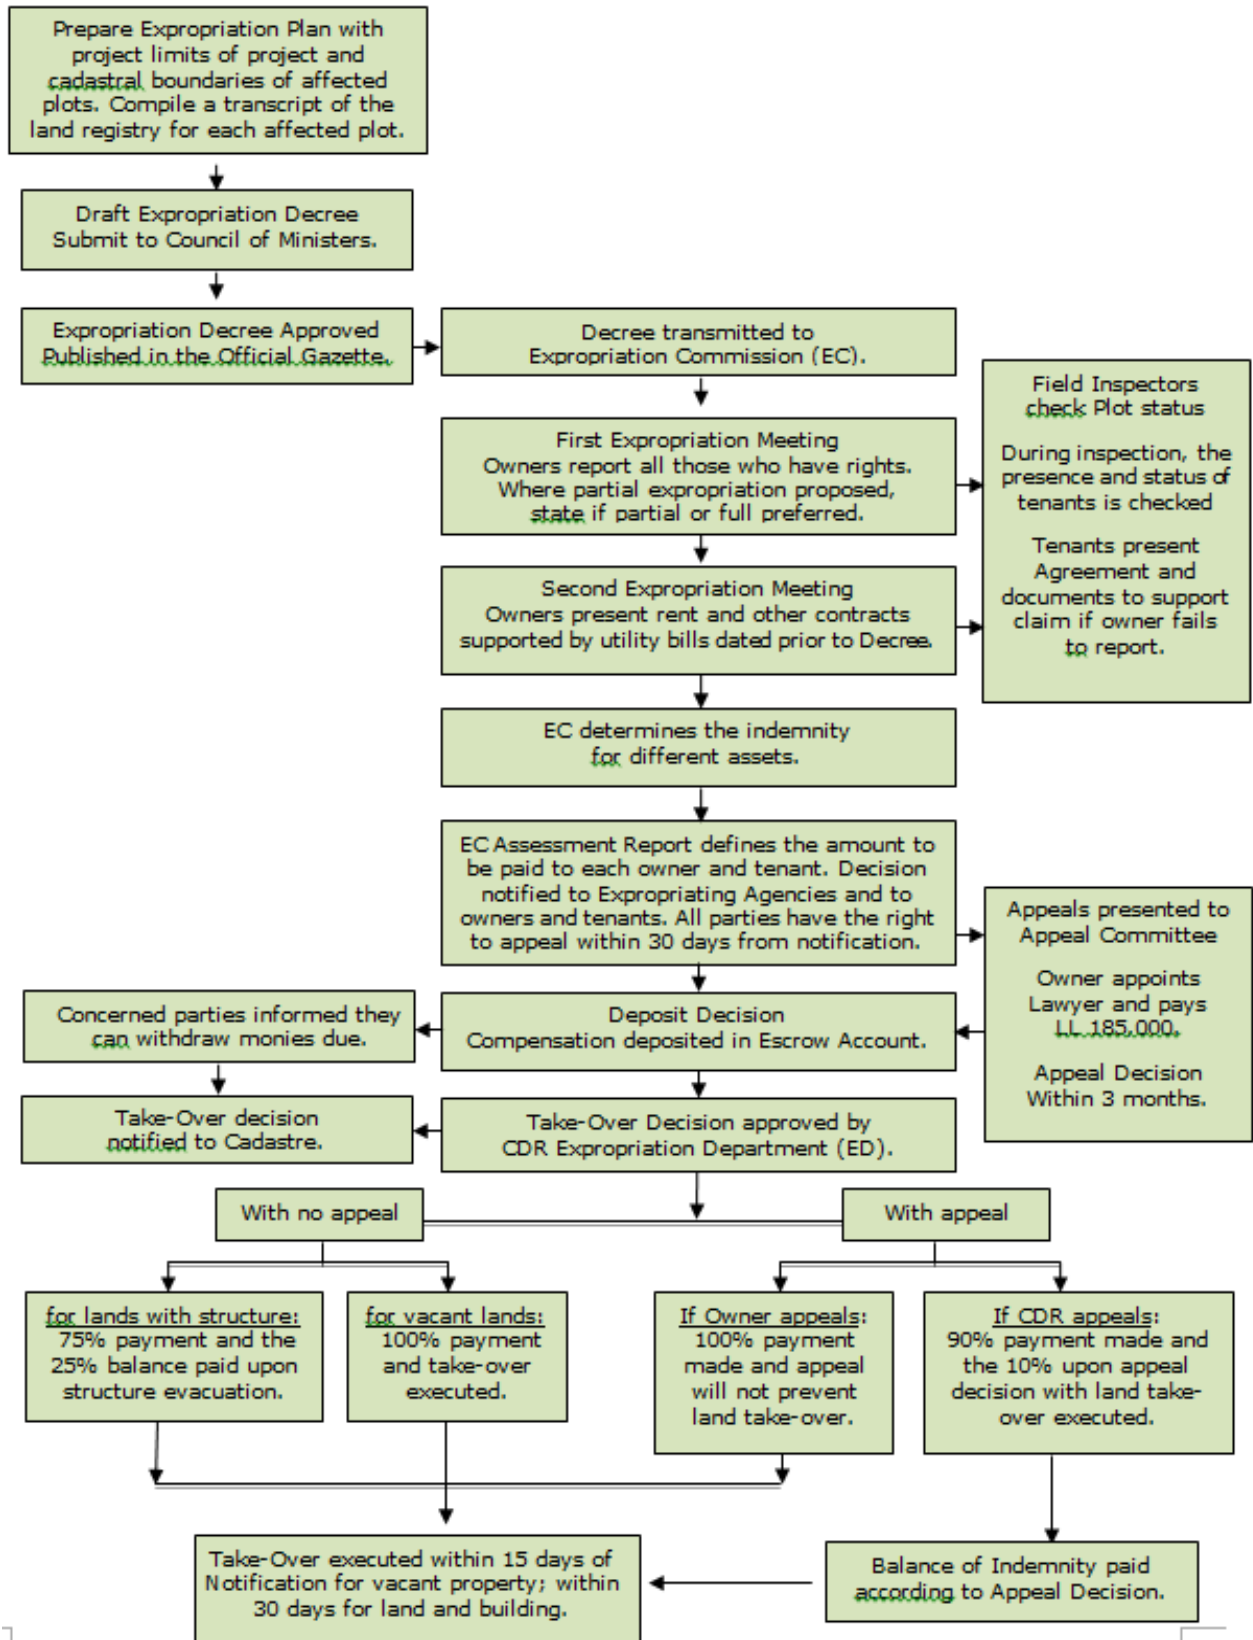 Prepare Expropriation Plan with
project limits of project and
cadastral boundaries of affected
plots. Compile a transcript of the
land registry for each affected plot.
Draft Expropriation Decree
Submit to Council of Ministers.
Expropriation Decree Approved
Published in the Official Gazette.
Decree transmitted to
Expropriation Commission (EC).
First Expropriation Meeting
Owners report all those who have rights.
Where partial expropriation proposed,
state if partial or full preferred.
Field Inspectors
check Plot status
During inspection, the
presence and status of
tenants is checked
Tenants present
Agreement and
documents to support
claim if owner fails
to report.
Second Expropriation Meeting
Owners present rent and other contracts
supported by utility bills dated prior to Decree.
EC determines the indemnity
for different assets.
EC Assessment Report defines the amount to
be paid to each owner and tenant. Decision
notified to Expropriating Agencies and to
owners and tenants. All parties have the right
to appeal within 30 days from notification.
Appeals presented to
Appeal Committee
Owner appoints
Lawyer and pays
LL 185,000.
Appeal Decision
Within 3 months.
Deposit Decision
Compensation deposited in Escrow Account.
Concerned parties informed they
can withdraw monies due.
Take-Over decision
notified to Cadastre.
Take-Over Decision approved by
CDR Expropriation Department (ED).
With no appeal
With appeal
for lands with structure:
75% payment and the
25% balance paid upon
structure evacuation.
for vacant lands:
100% payment
and take-over
executed.
If Owner appeals:
100% payment
made and appeal
will not prevent
land take-over.
If CDR appeals:
90% payment made and
the 10% upon appeal
decision with land take-
over executed.
Take-Over executed within 15 days of
Notification for vacant property; within
30 days for land and building.
Balance of Indemnity paid
according to Appeal Decision.